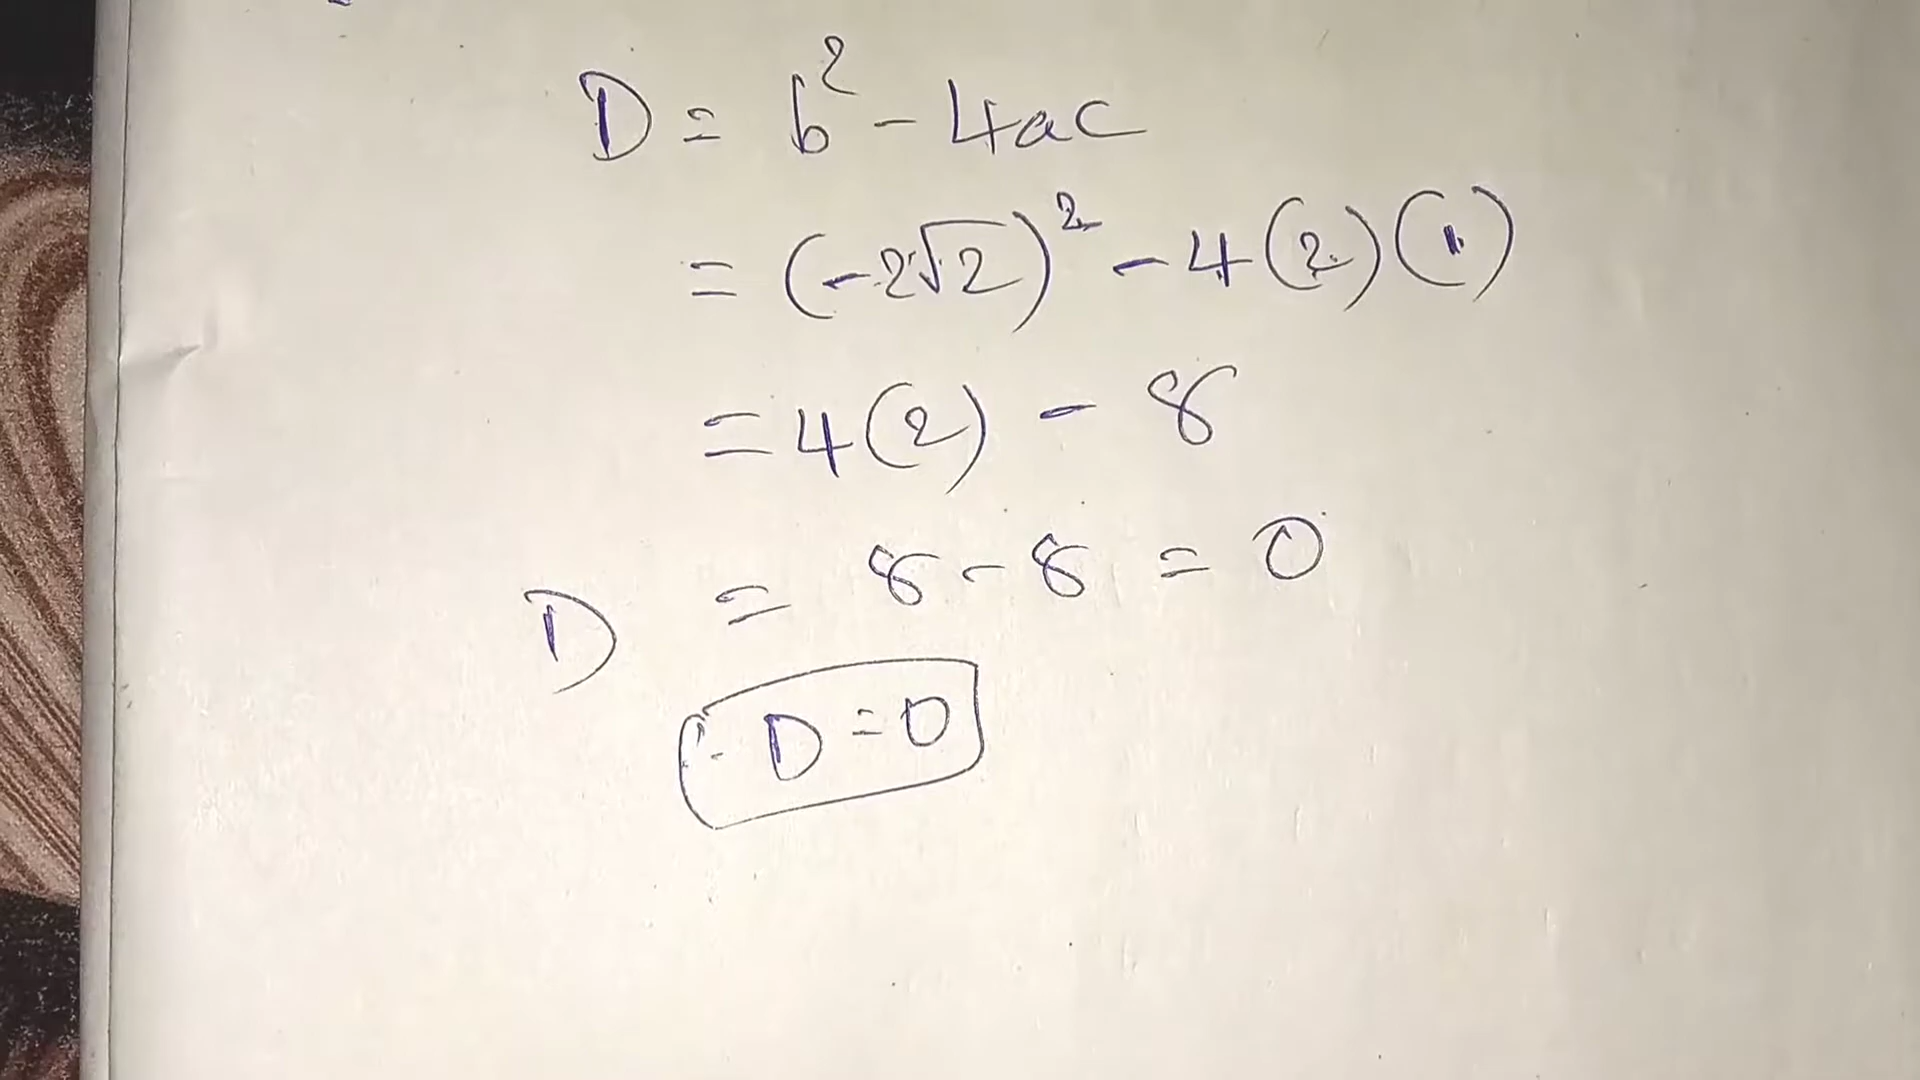 D = b² - 4ac
= (-2√2)² - 4(2)(1)
= 4(2) - 8
D = 8 - 8 = 0
∴ D = 0